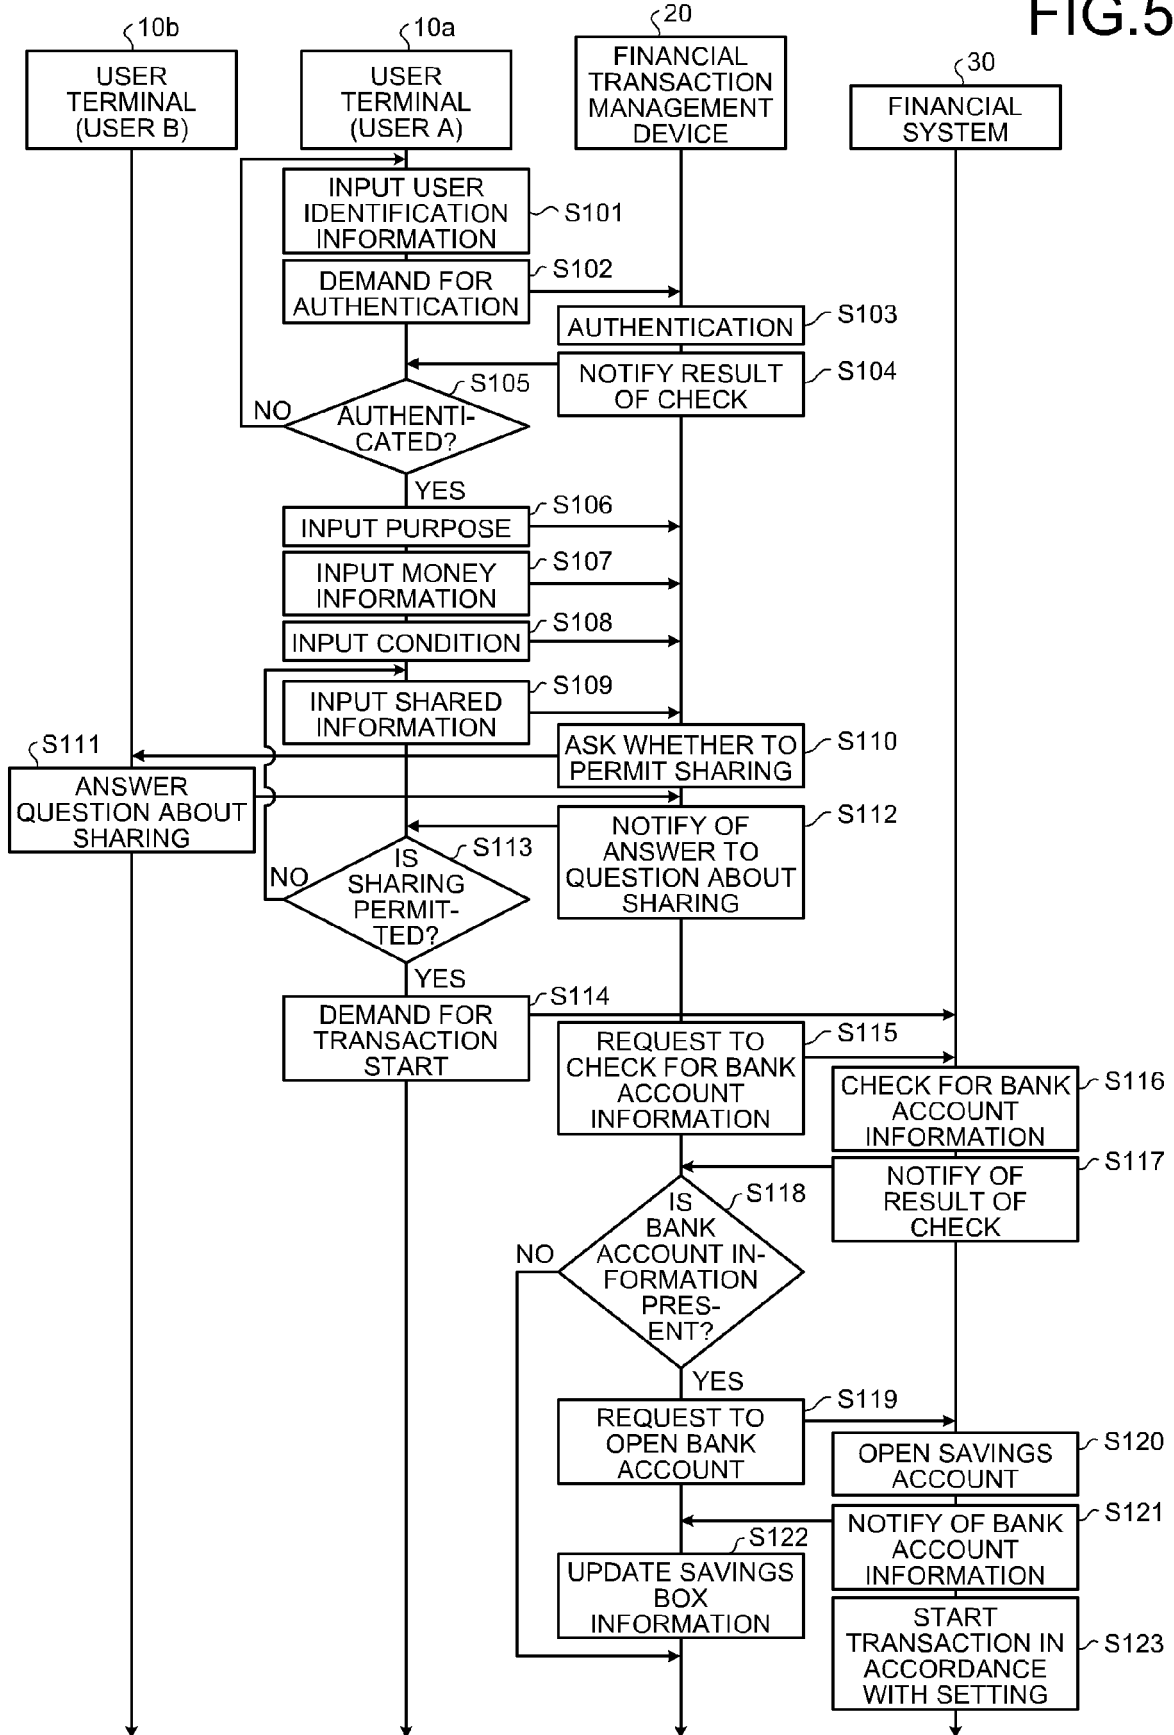 FIG.5
10b
10a
20
30
USER
TERMINAL
(USER B)
USER
TERMINAL
(USER A)
FINANCIAL
TRANSACTION
MANAGEMENT
DEVICE
FINANCIAL
SYSTEM
INPUT USER
IDENTIFICATION
INFORMATION
S101
DEMAND FOR
AUTHENTICATION
S102
AUTHENTICATION
S103
NOTIFY RESULT
OF CHECK
S104
S105
AUTHENTI-
CATED?
NO
YES
INPUT PURPOSE
S106
INPUT MONEY
INFORMATION
S107
INPUT CONDITION
S108
INPUT SHARED
INFORMATION
S109
ASK WHETHER TO
PERMIT SHARING
S110
S111
ANSWER
QUESTION ABOUT
SHARING
NOTIFY OF
ANSWER TO
QUESTION ABOUT
SHARING
S112
S113
IS
SHARING
PERMIT-
TED?
NO
YES
DEMAND FOR
TRANSACTION
START
S114
REQUEST TO
CHECK FOR BANK
ACCOUNT
INFORMATION
S115
CHECK FOR BANK
ACCOUNT
INFORMATION
S116
NOTIFY OF
RESULT OF
CHECK
S117
S118
IS
BANK
ACCOUNT IN-
FORMATION
PRES-
ENT?
NO
YES
REQUEST TO
OPEN BANK
ACCOUNT
S119
OPEN SAVINGS
ACCOUNT
S120
NOTIFY OF BANK
ACCOUNT
INFORMATION
S121
S122
UPDATE SAVINGS
BOX
INFORMATION
START
TRANSACTION IN
ACCORDANCE
WITH SETTING
S123